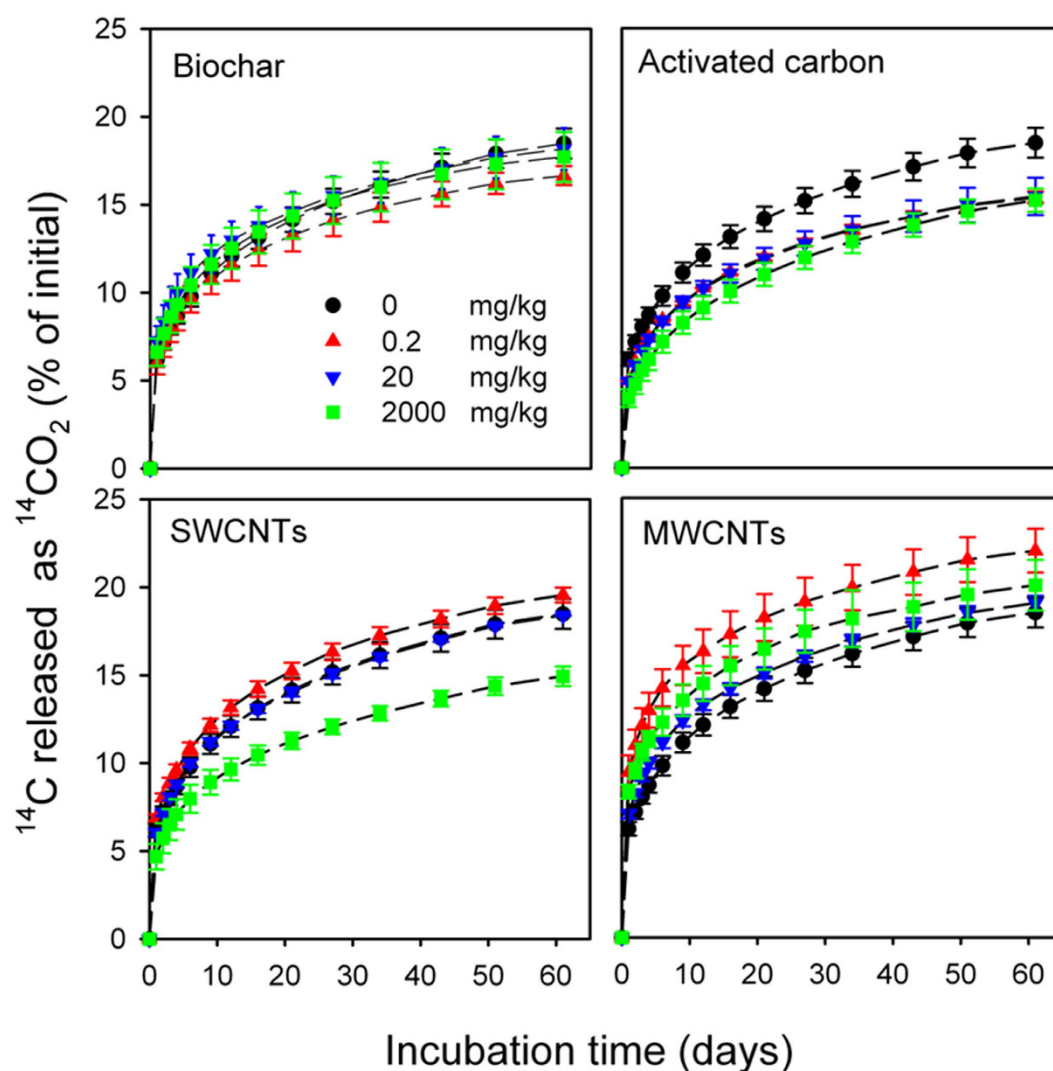 Biochar
Activated carbon
25
20
15
10
5
0
0 mg/kg
0.2 mg/kg
20 mg/kg
2000 mg/kg
SWCNTs
MWCNTs
25
20
15
10
5
0
0 10 20 30 40 50 60
0 10 20 30 40 50 60
Incubation time (days)
¹⁴C released as ¹⁴CO₂ (% of initial)